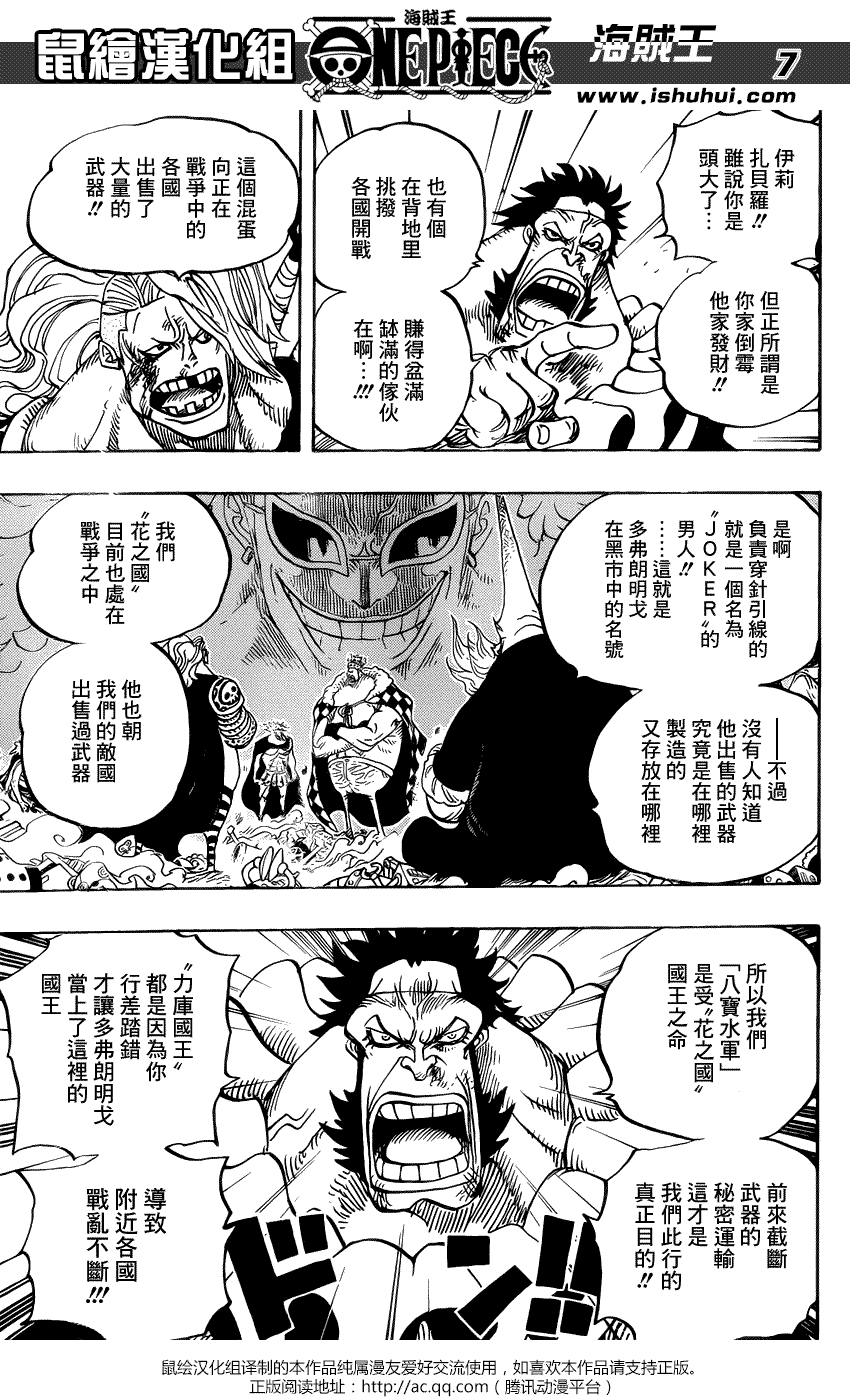 鼠繪漢化組
海賊王
ONE PIECE
海賊王
7
www.ishuhui.com
伊莉
扎貝羅!!
雖說你是
頭大了…
但正所謂是
你家倒霉
他家發財!!
也有個
在背地里
挑撥
各國開戰
賺得盆滿
缽滿的傢伙
在啊…!!!
這個混蛋
向正在
戰爭中的
各國
出售了
大量的
武器!!
是啊
負責穿針引線的
就是一個名為
“JOKER”的
男人!!
……這就是
多弗朗明戈
在黑市中的名號
——不過
沒有人知道
他出售的武器
究竟是在哪裡
製造的
又存放在哪裡
我們
“花之國”
目前也處在
戰爭之中
他也朝
我們的敵國
出售過武器
所以我們
「八寶水軍」
是受“花之國”
國王之命
前來截斷
武器的
秘密運輸
這才是
我們此行的
真正目的!!
“力庫國王”
都是因為你
行差踏錯
才讓多弗朗明戈
當上了這裡的
國王
導致
附近各國
戰亂不斷!!!
ドン!!
鼠绘汉化组译制的本作品纯属漫友爱好交流使用，如喜欢本作品请支持正版。
正版阅读地址：http://ac.qq.com（腾讯动漫平台）